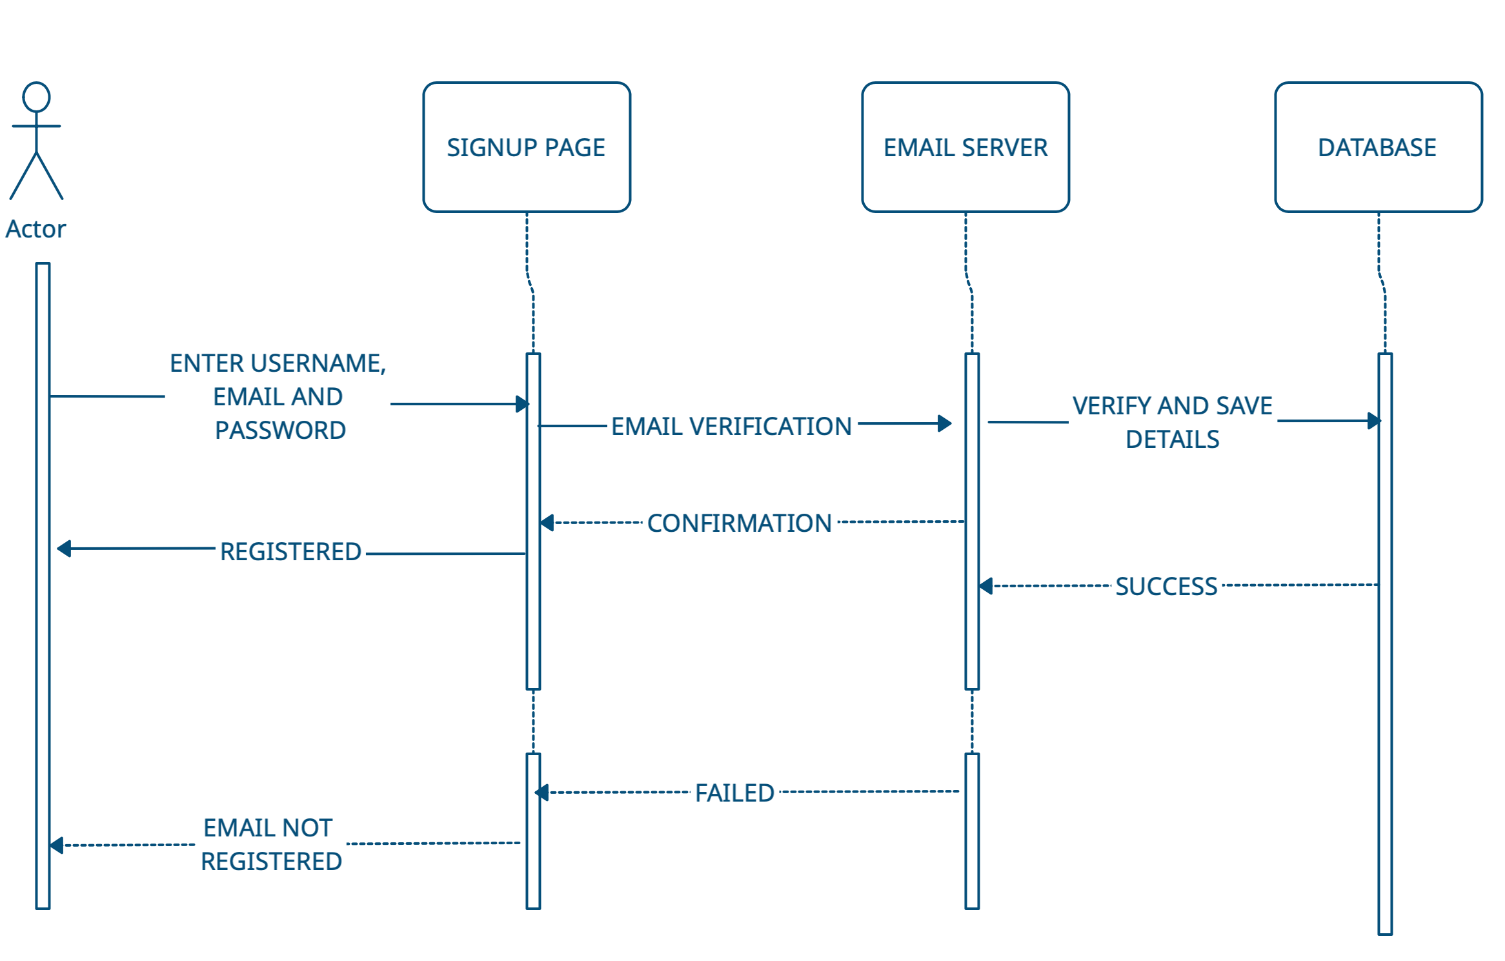 SIGNUP PAGE
EMAIL SERVER
DATABASE
Actor
ENTER USERNAME,
EMAIL AND
PASSWORD
EMAIL VERIFICATION
VERIFY AND SAVE
DETAILS
CONFIRMATION
REGISTERED
SUCCESS
FAILED
EMAIL NOT
REGISTERED